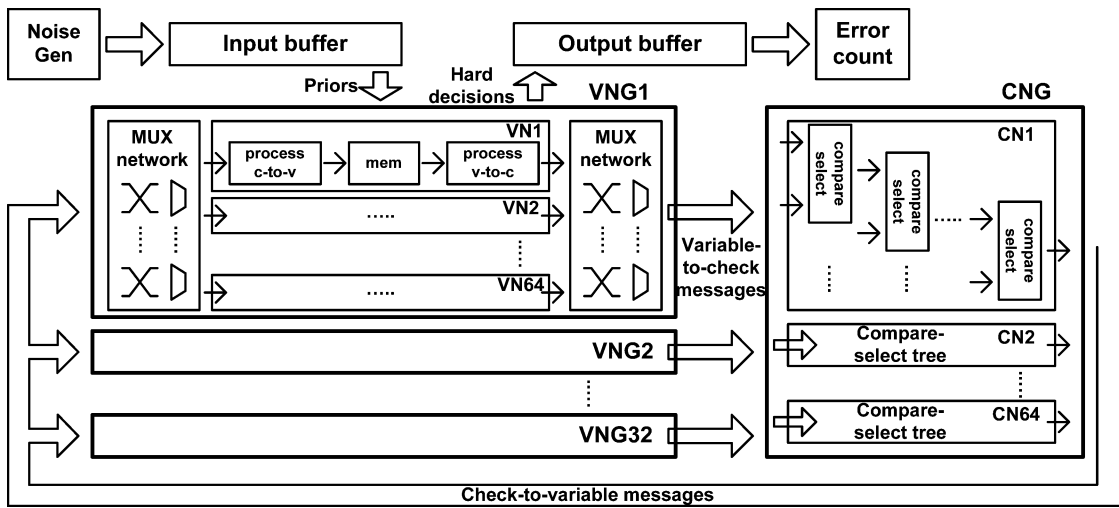 Noise
Gen
Input buffer
Output buffer
Error
count
Priors
Hard
decisions
VNG1
CNG
MUX
network
VN1
process
c-to-v
mem
process
v-to-c
MUX
network
VN2
.....
VN64
.....
Variable-
to-check
messages
CN1
compare
select
compare
select
......
compare
select
VNG2
Compare-
select tree
CN2
VNG32
Compare-
select tree
CN64
Check-to-variable messages